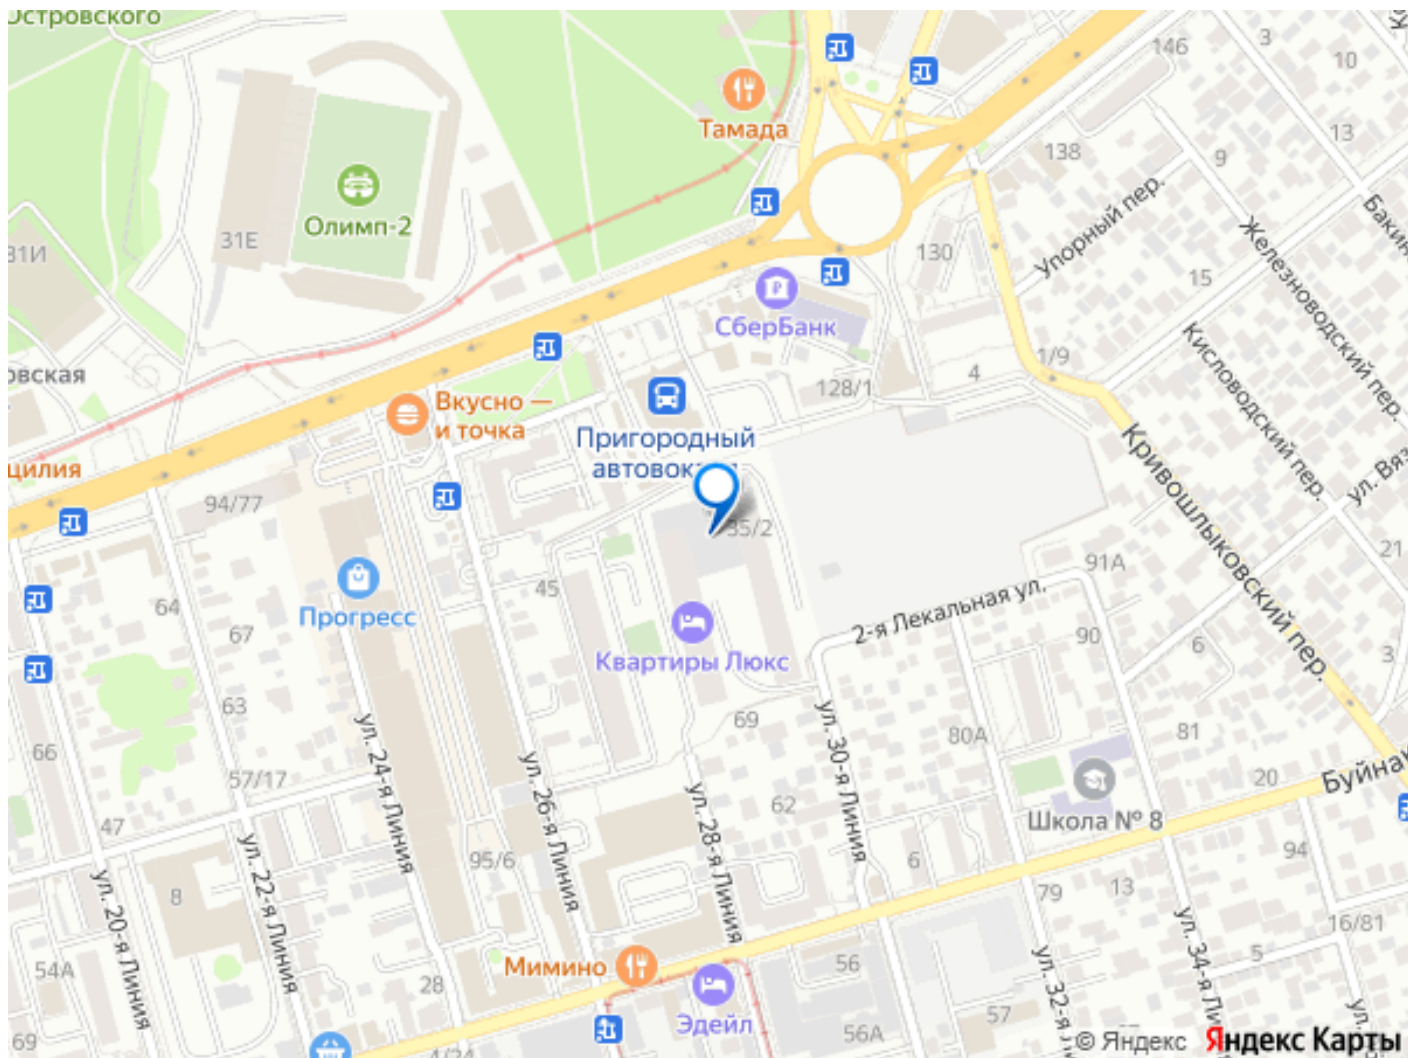 Островского
146
3
10
13
Тамада
138
9
Олимп-2
31Е
31И
130
Упорный пер.
15
Железноводский пер.
СберБанк
Кисловодский пер.
1/9
4
128/1
Вкусно —
и точка
Пригородный
35/2
94/77
ул.
Кривошлыковский пер.
21
91А
45
2-я Лекальная ул.
64
67
Прогресс
90
6
3
Квартиры Люкс
63
69
ул. 30-я Линия
80А
81
66
57/17
ул. 24-я Линия
ул. 26-я Линия
ул. 28-я Линия
62
20
Школа № 8
47
95/6
6
94
8
ул. 20-я Линия
ул. 22-я Линия
79
13
ул. 32-я
ул. 34-я
16/81
5
54А
28
Мимино
56
Эдейл
56А
57
69
ул.
© Яндекс Яндекс Карты